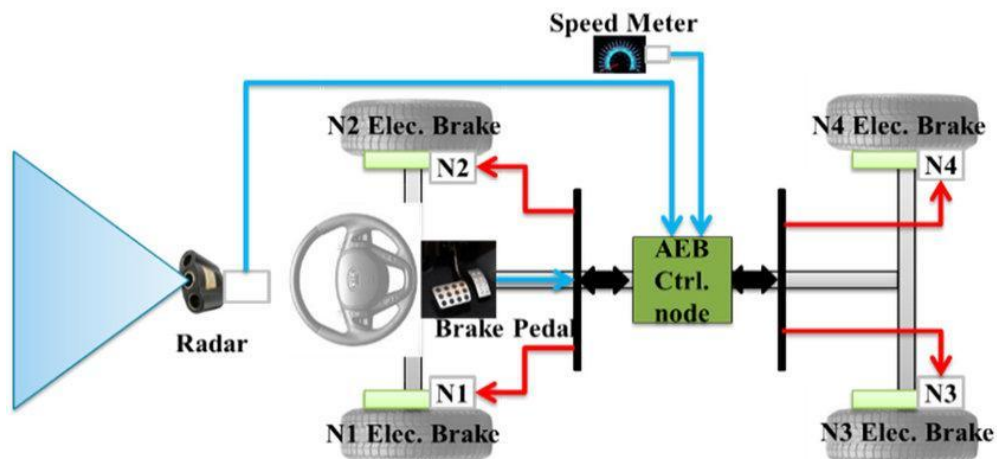 Speed Meter
N2 Elec. Brake
N4 Elec. Brake
N2
N4
AEB
Ctrl.
node
Brake Pedal
Radar
N1
N3
N1 Elec. Brake
N3 Elec. Brake